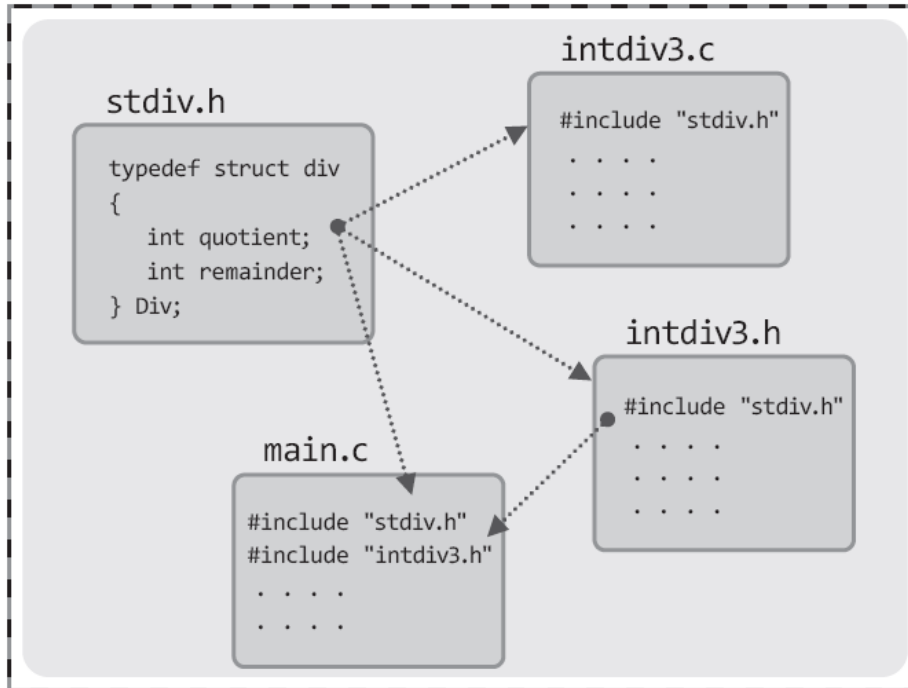 stdiv.h
typedef struct div
{
int quotient;
int remainder;
} Div;
intdiv3.c
#include "stdiv.h"
. . . .
. . . .
. . . .
intdiv3.h
#include "stdiv.h"
. . . .
. . . .
. . . .
main.c
#include "stdiv.h"
#include "intdiv3.h"
. . . .
. . . .